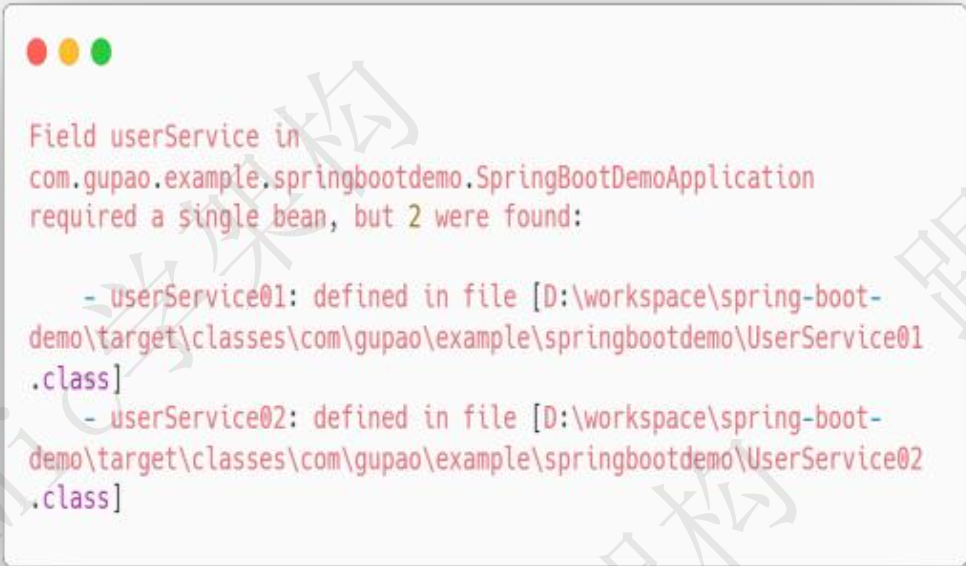 Field userService in
com.gupao.example.springbootdemo.SpringBootDemoApplication
required a single bean, but 2 were found:
- userService01: defined in file [D:\workspace\spring-boot-
demo\target\classes\com\gupao\example\springbootdemo\UserService01
.class]
- userService02: defined in file [D:\workspace\spring-boot-
demo\target\classes\com\gupao\example\springbootdemo\UserService02
.class]